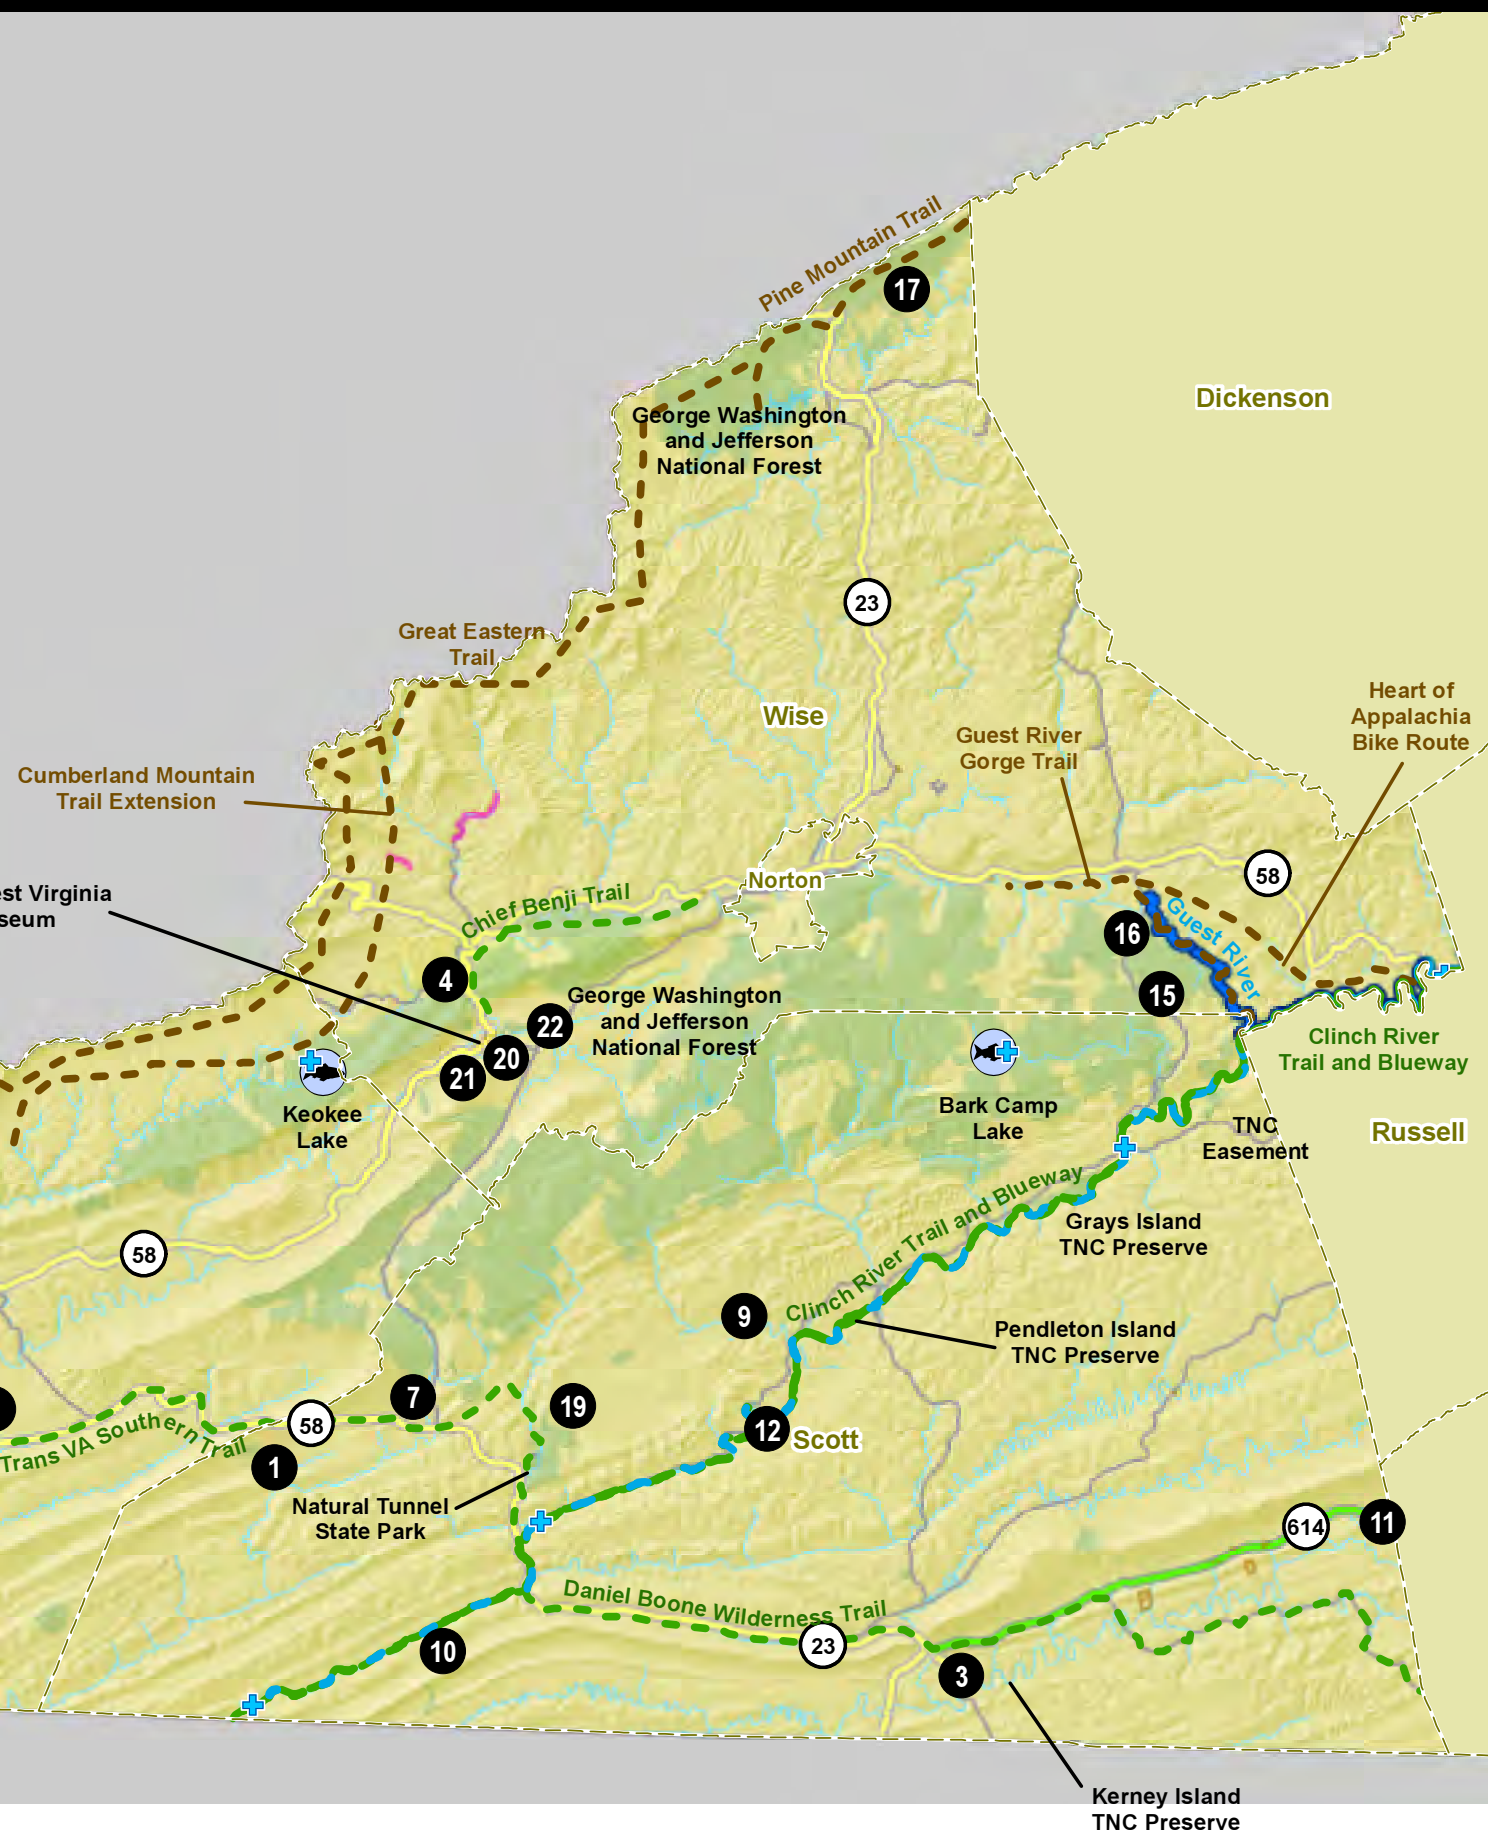 Pine Mountain Trail
17
Dickenson
George Washington
and Jefferson
National Forest
23
Great Eastern
Trail
Wise
Heart of
Appalachia
Bike Route
Guest River
Gorge Trail
Cumberland Mountain
Trail Extension
58
Norton
est Virginia
seum
Chief Benji Trail
Guest River
16
4
15
George Washington
and Jefferson
National Forest
22
20
21
Clinch River
Trail and Blueway
Keokee
Lake
Bark Camp
Lake
TNC
Easement
Russell
Clinch River Trail and Blueway
Grays Island
TNC Preserve
58
9
Pendleton Island
TNC Preserve
7
19
58
12
Scott
Trans VA Southern Trail
1
Natural Tunnel
State Park
614
11
Daniel Boone Wilderness Trail
23
10
3
Kerney Island
TNC Preserve